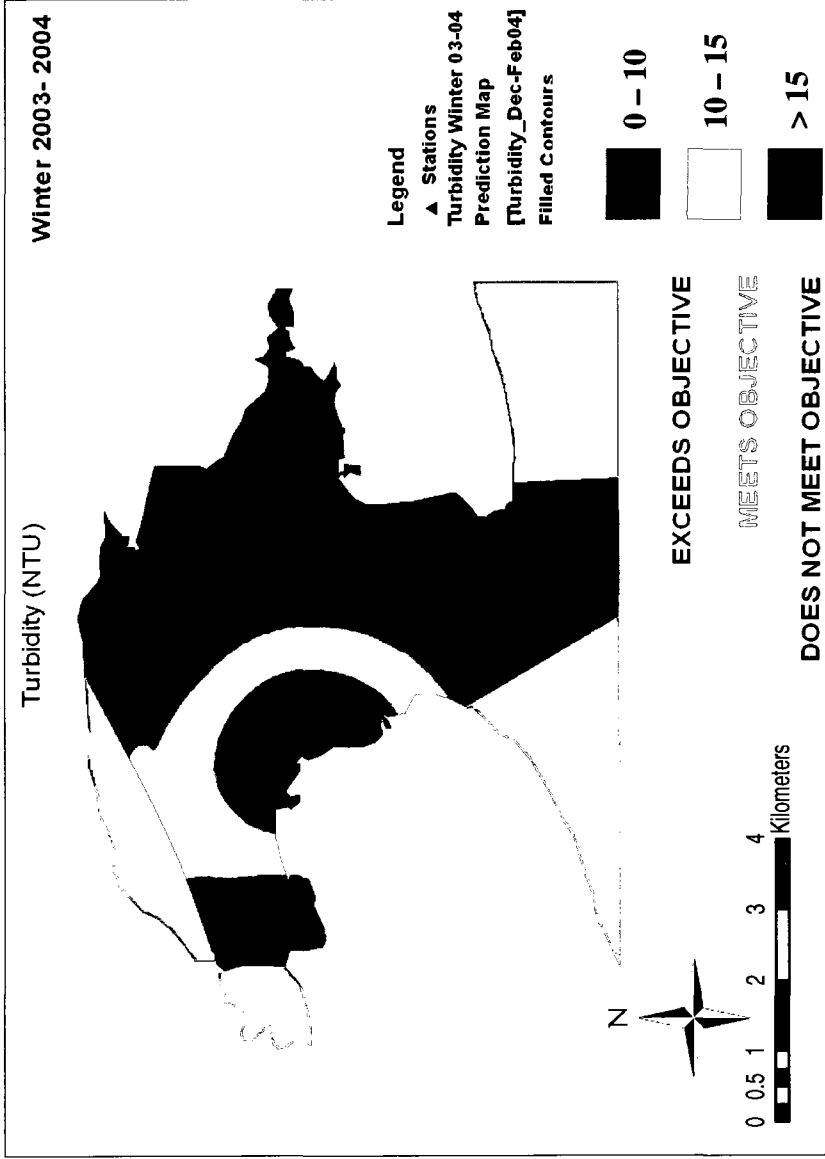 Turbidity (NTU)
Winter 2003- 2004
Legend
Stations
Turbidity Winter 03-04
Prediction Map
[Turbidity_Dec-Feb04]
Filled Contours
0 – 10
10 – 15
> 15
EXCEEDS OBJECTIVE
MEETS OBJECTIVE
DOES NOT MEET OBJECTIVE
N
0 0.5 1 2 3 4
Kilometers